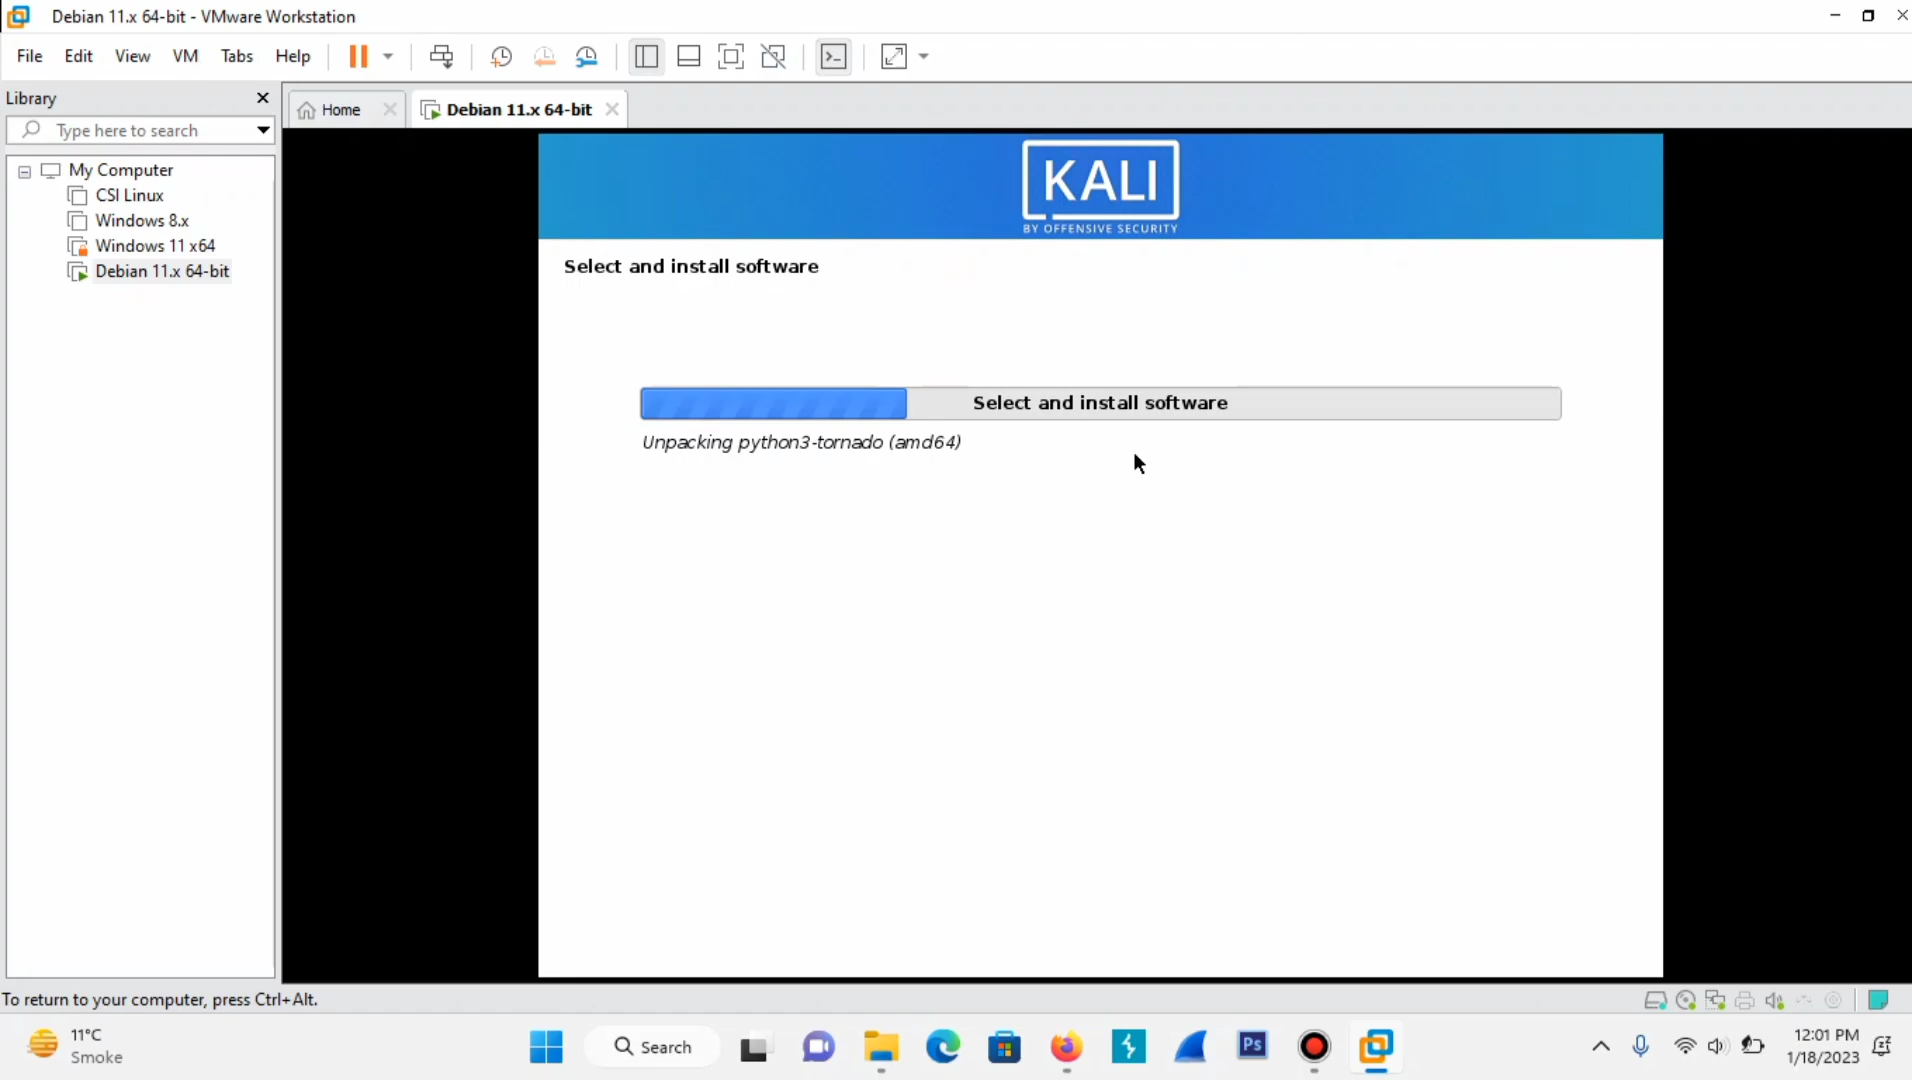 Debian 11.x 64-bit - VMware Workstation
File Edit View VM Tabs Help
Library
Type here to search
My Computer
CSI Linux
Windows 8.x
Windows 11 x64
Debian 11.x 64-bit
Home
Debian 11.x 64-bit
KALI
BY OFFENSIVE SECURITY
Select and install software
Select and install software
Unpacking python3-tornado (amd64)
To return to your computer, press Ctrl+Alt.
11°C
Smoke
Search
Ps
12:01 PM
1/18/2023